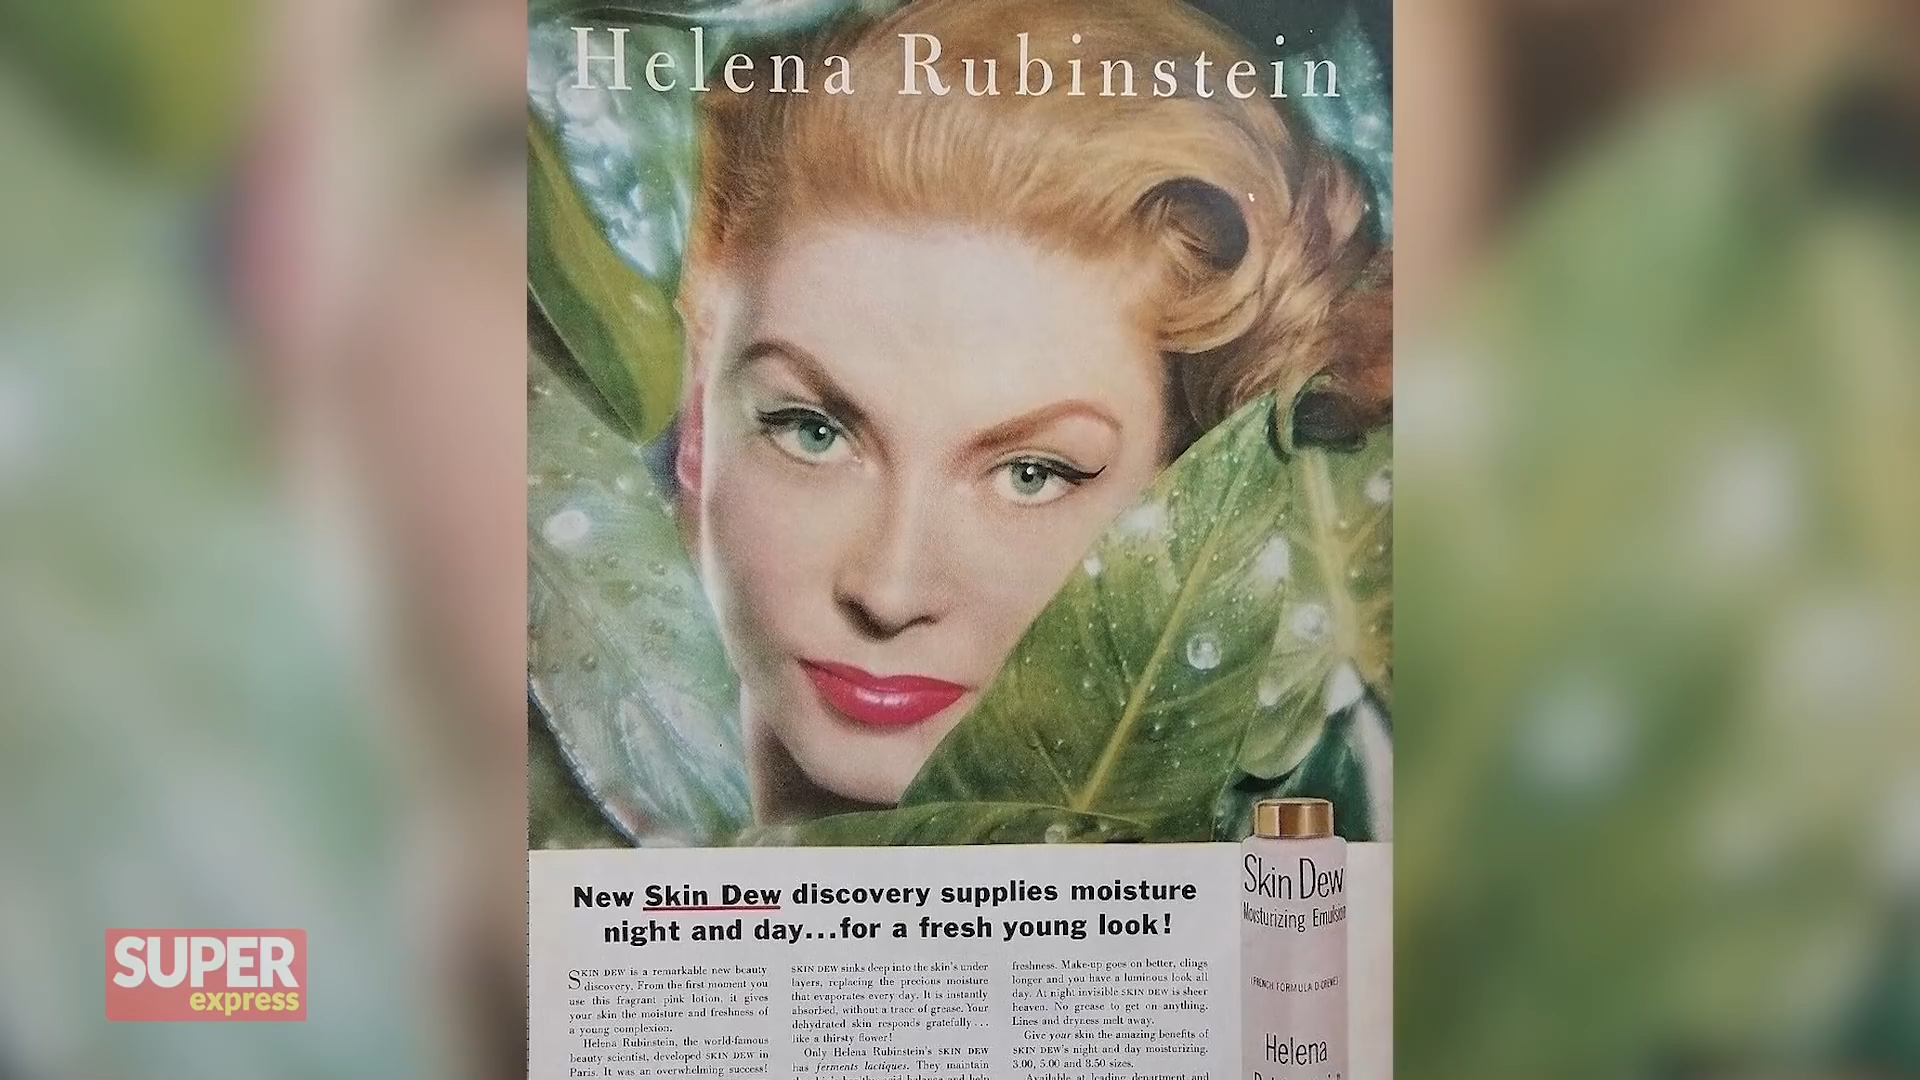 Helena Rubinstein
New Skin Dew discovery supplies moisture
night and day...for a fresh young look!
SKIN DEW is a remarkable new beauty
discovery. From the first moment you
use this fragrant pink lotion, it gives
your skin the moisture and freshness of
a young complexion.
Helena Rubinstein, the world-famous
beauty scientist, developed SKIN DEW in
Paris. It was an overwhelming success!
SKIN DEW sinks deep into the skin's under
layers, replacing the precious moisture
that evaporates every day. It is instantly
absorbed, without a trace of grease. Your
dehydrated skin responds gratefully...
like a thirsty flower!
Only Helena Rubinstein's SKIN DEW
has ferments lactiques. They maintain
freshness. Make-up goes on better, clings
longer and you have a luminous look all
day. At night invisible SKIN DEW is sheer
heaven. No grease to get on anything.
Lines and dryness melt away.
Give your skin the amazing benefits of
SKIN DEW's night and day moisturizing.
3.00, 5.00 and 8.50 sizes.
Available at leading department and
Skin Dew
Moisturizing Emulsion
Helena
SUPER
express